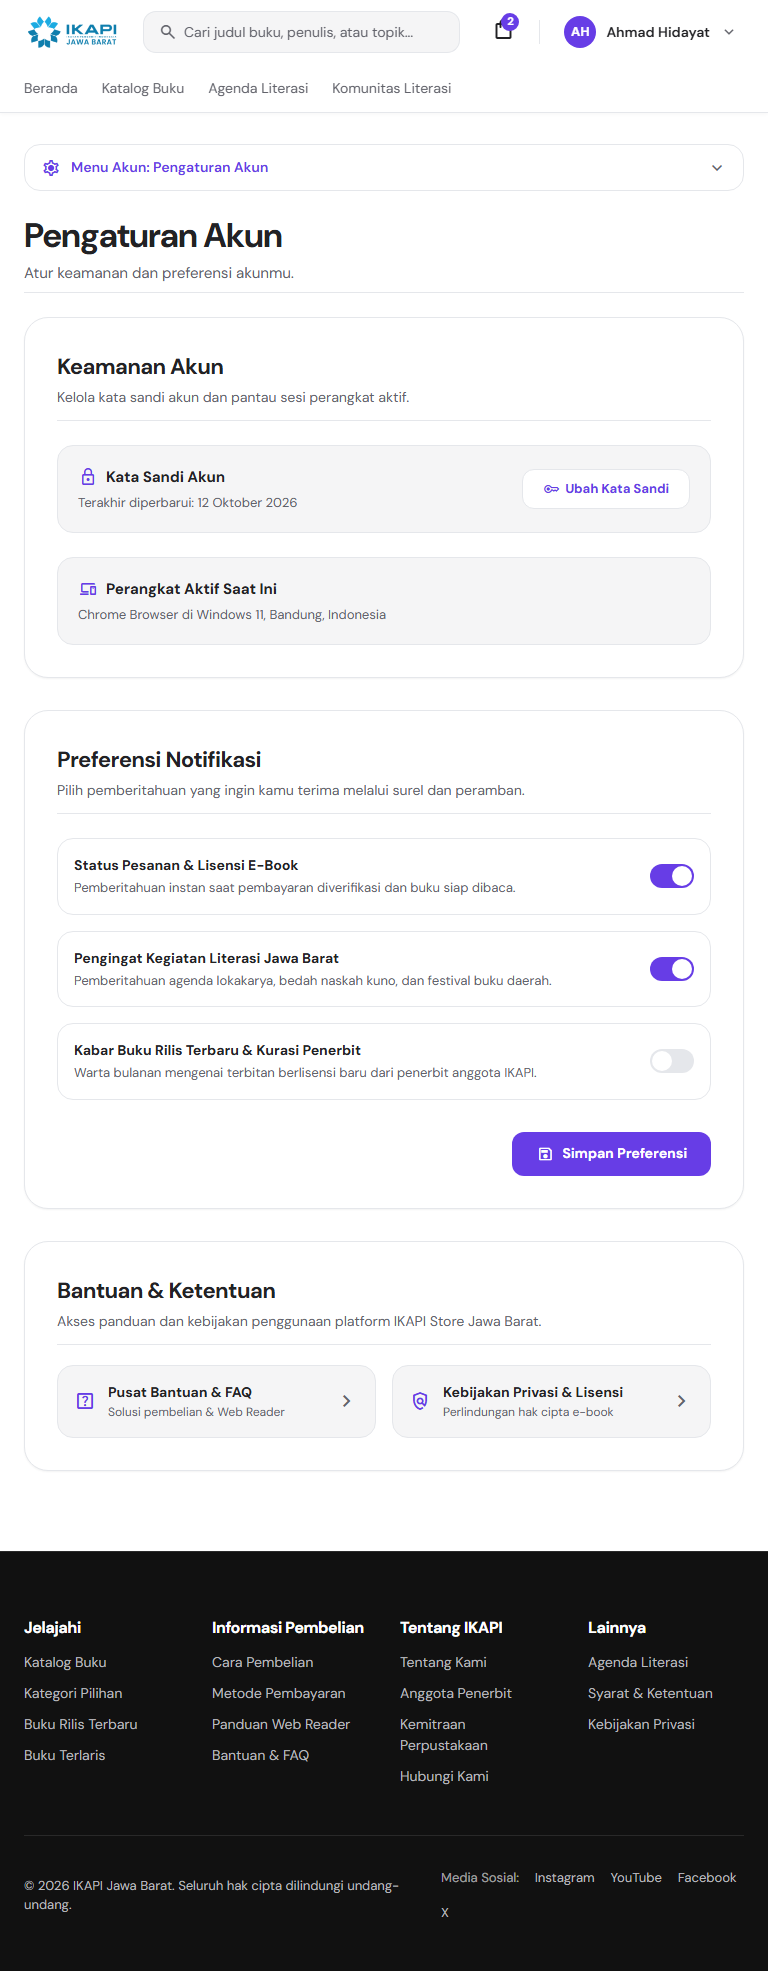 IKAPI
JAWA BARAT
Cari judul buku, penulis, atau topik...
2
AH
Ahmad Hidayat
Beranda
Katalog Buku
Agenda Literasi
Komunitas Literasi
Menu Akun: Pengaturan Akun
Pengaturan Akun
Atur keamanan dan preferensi akunmu.
Keamanan Akun
Kelola kata sandi akun dan pantau sesi perangkat aktif.
Kata Sandi Akun
Terakhir diperbarui: 12 Oktober 2026
Ubah Kata Sandi
Perangkat Aktif Saat Ini
Chrome Browser di Windows 11, Bandung, Indonesia
Preferensi Notifikasi
Pilih pemberitahuan yang ingin kamu terima melalui surel dan peramban.
Status Pesanan & Lisensi E-Book
Pemberitahuan instan saat pembayaran diverifikasi dan buku siap dibaca.
Pengingat Kegiatan Literasi Jawa Barat
Pemberitahuan agenda lokakarya, bedah naskah kuno, dan festival buku daerah.
Kabar Buku Rilis Terbaru & Kurasi Penerbit
Warta bulanan mengenai terbitan berlisensi baru dari penerbit anggota IKAPI.
Simpan Preferensi
Bantuan & Ketentuan
Akses panduan dan kebijakan penggunaan platform IKAPI Store Jawa Barat.
Pusat Bantuan & FAQ
Solusi pembelian & Web Reader
Kebijakan Privasi & Lisensi
Perlindungan hak cipta e-book
Jelajahi
Katalog Buku
Kategori Pilihan
Buku Rilis Terbaru
Buku Terlaris
Informasi Pembelian
Cara Pembelian
Metode Pembayaran
Panduan Web Reader
Bantuan & FAQ
Tentang IKAPI
Tentang Kami
Anggota Penerbit
Kemitraan
Perpustakaan
Hubungi Kami
Lainnya
Agenda Literasi
Syarat & Ketentuan
Kebijakan Privasi
© 2026 IKAPI Jawa Barat. Seluruh hak cipta dilindungi undang-
undang.
Media Sosial:
Instagram
YouTube
Facebook
X